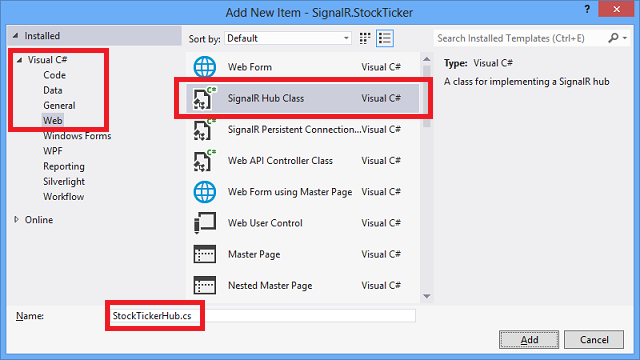 Add New Item - SignalR.StockTicker
Installed
Visual C#
Code
Data
General
Web
Windows Forms
WPF
Reporting
Silverlight
Workflow
Online
Sort by: Default
Search Installed Templates (Ctrl+E)
Web Form Visual C#
SignalR Hub Class Visual C#
SignalR Persistent Connection... Visual C#
Web API Controller Class Visual C#
Web Form using Master Page Visual C#
Web User Control Visual C#
Master Page Visual C#
Nested Master Page Visual C#
Type: Visual C#
A class for implementing a SignalR hub
Name: StockTickerHub.cs
Add Cancel